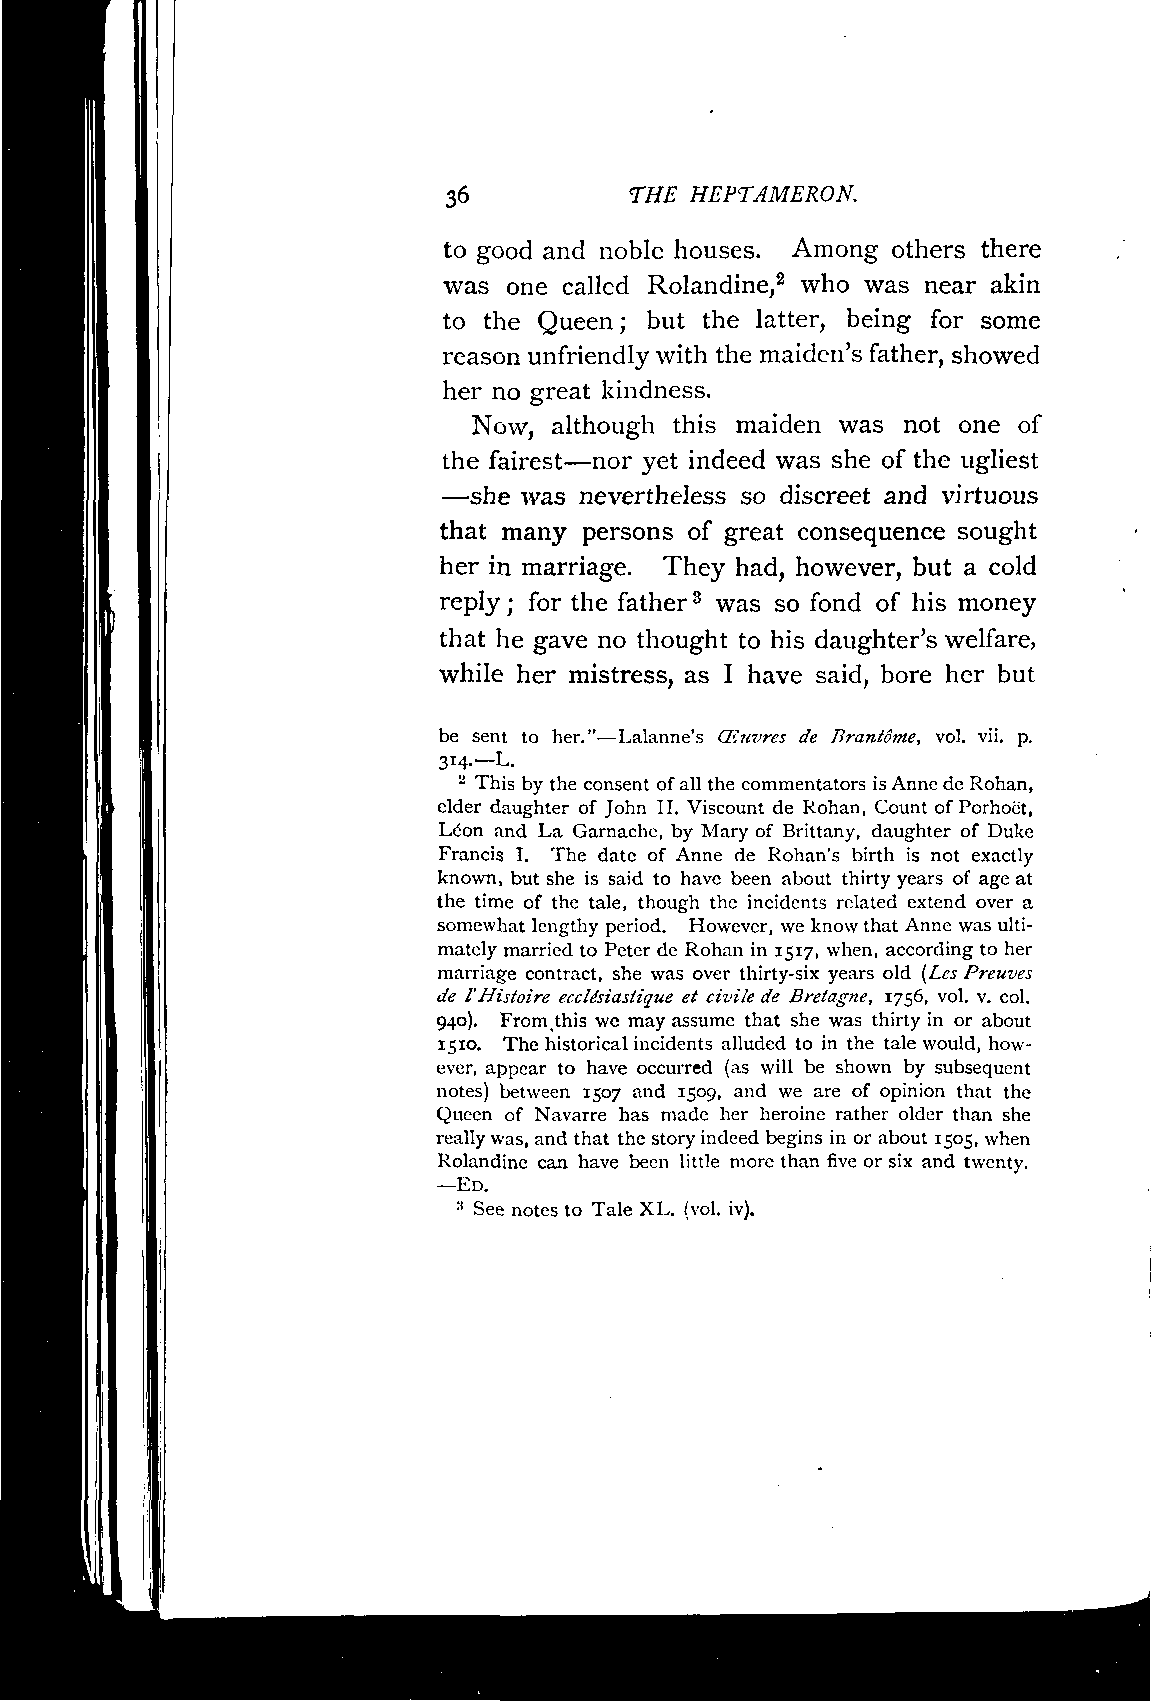 36 THE HEPTAMERON.
to good and noble houses. Among others there
was one called Rolandine,² who was near akin
to the Queen; but the latter, being for some
reason unfriendly with the maiden's father, showed
her no great kindness.
Now, although this maiden was not one of
the fairest—nor yet indeed was she of the ugliest
—she was nevertheless so discreet and virtuous
that many persons of great consequence sought
her in marriage. They had, however, but a cold
reply; for the father³ was so fond of his money
that he gave no thought to his daughter's welfare,
while her mistress, as I have said, bore her but
be sent to her."—Lalanne's Œuvres de Brantôme, vol. vii. p.
314.—L.
² This by the consent of all the commentators is Anne de Rohan,
elder daughter of John II. Viscount de Rohan, Count of Porhoët,
Léon and La Garnache, by Mary of Brittany, daughter of Duke
Francis I. The date of Anne de Rohan's birth is not exactly
known, but she is said to have been about thirty years of age at
the time of the tale, though the incidents related extend over a
somewhat lengthy period. However, we know that Anne was ulti-
mately married to Peter de Rohan in 1517, when, according to her
marriage contract, she was over thirty-six years old (Les Preuves
de l'Histoire ecclésiastique et civile de Bretagne, 1756, vol. v. col.
940). From this we may assume that she was thirty in or about
1510. The historical incidents alluded to in the tale would, how-
ever, appear to have occurred (as will be shown by subsequent
notes) between 1507 and 1509, and we are of opinion that the
Queen of Navarre has made her heroine rather older than she
really was, and that the story indeed begins in or about 1505, when
Rolandine can have been little more than five or six and twenty.
—ED.
³ See notes to Tale XL. (vol. iv).